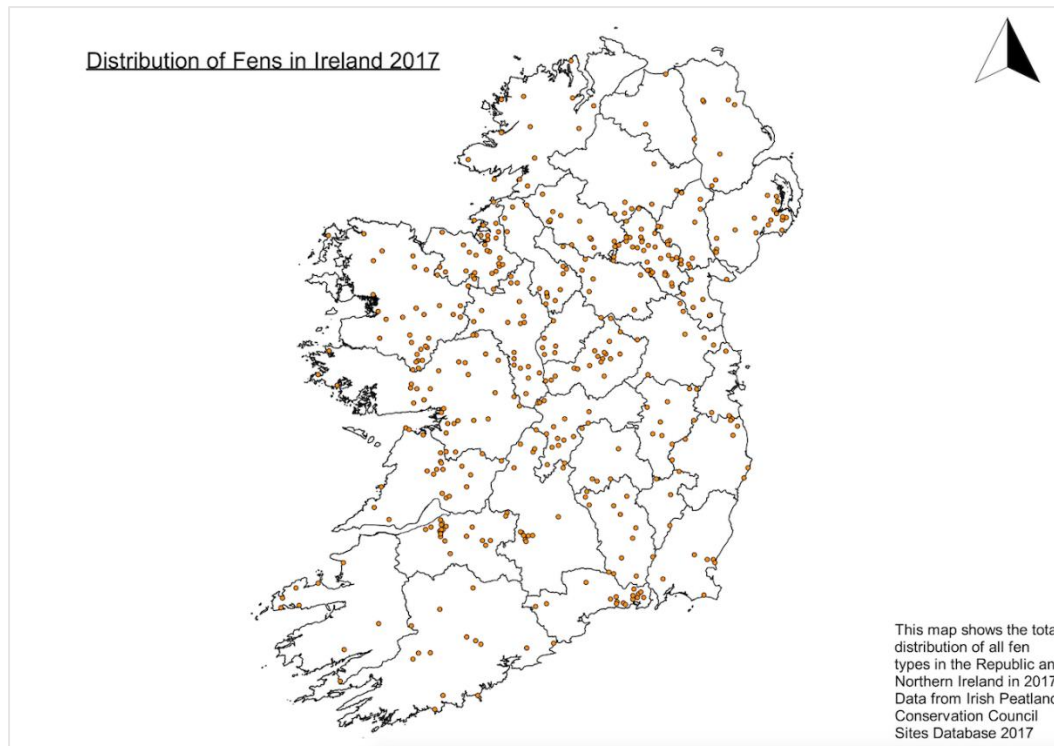 Distribution of Fens in Ireland 2017
This map shows the tota
distribution of all fen
types in the Republic an
Northern Ireland in 2017
Data from Irish Peatland
Conservation Council
Sites Database 2017